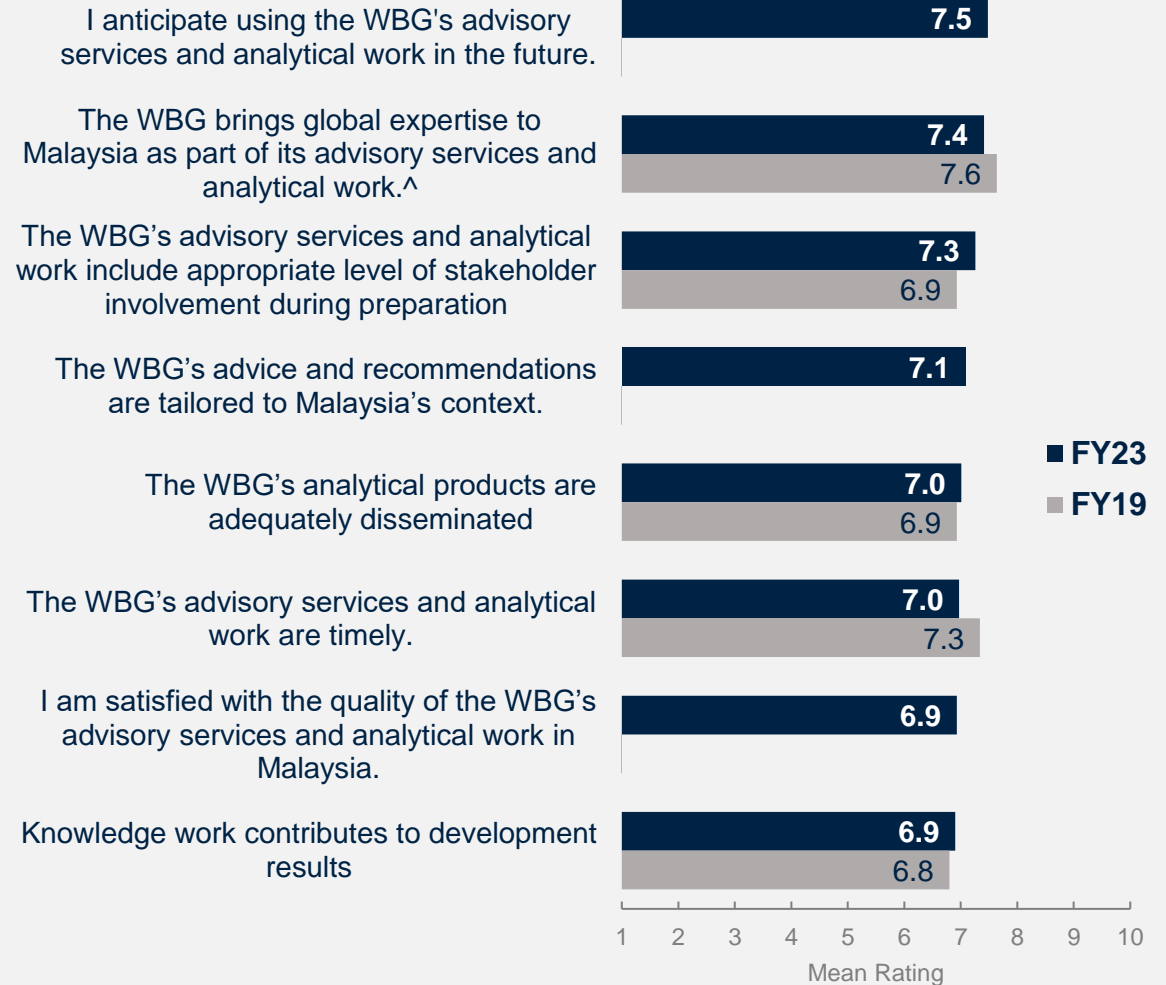 I anticipate using the WBG's advisory
services and analytical work in the future.
7.5
The WBG brings global expertise to
Malaysia as part of its advisory services and
analytical work.^
7.4
7.6
The WBG’s advisory services and analytical
work include appropriate level of stakeholder
involvement during preparation
7.3
6.9
The WBG’s advice and recommendations
are tailored to Malaysia’s context.
7.1
The WBG’s analytical products are
adequately disseminated
7.0
6.9
The WBG’s advisory services and analytical
work are timely.
7.0
7.3
I am satisfied with the quality of the WBG’s
advisory services and analytical work in
Malaysia.
6.9
Knowledge work contributes to development
results
6.9
6.8
FY23
FY19
1 2 3 4 5 6 7 8 9 10
Mean Rating